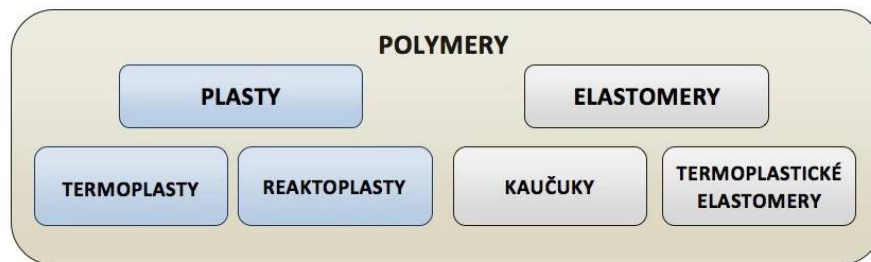 POLYMERY
PLASTY
ELASTOMERY
TERMOPLASTY
REAKTOPLASTY
KAUČUKY
TERMOPLASTICKÉ
ELASTOMERY